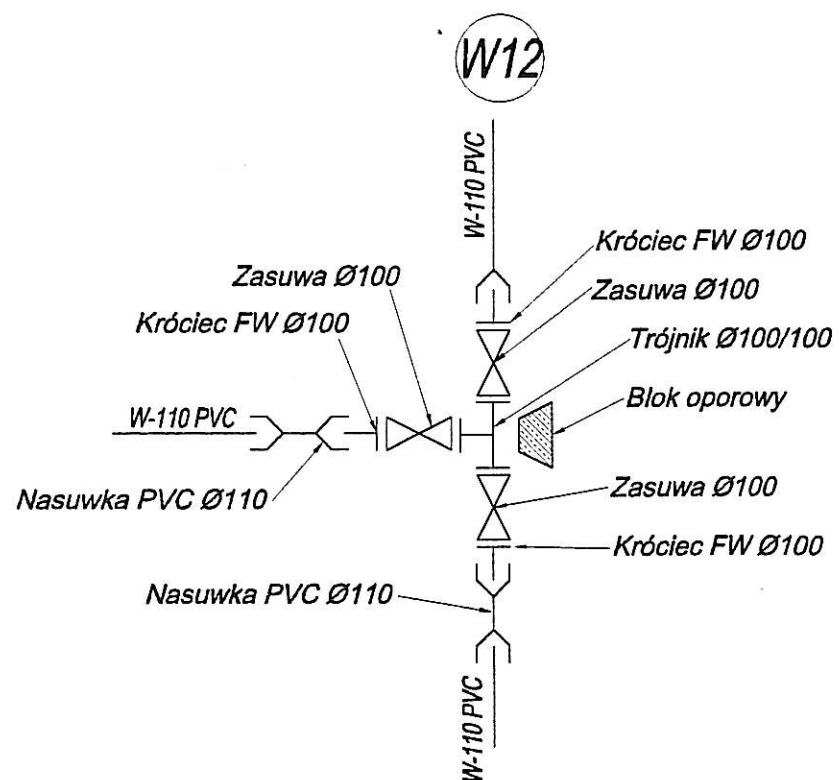 W12
W-110 PVC
Króciec FW Ø100
Zasuwa Ø100
Zasuwa Ø100
Króciec FW Ø100
Trójnik Ø100/100
Blok oporowy
W-110 PVC
Nasuwka PVC Ø110
Zasuwa Ø100
Króciec FW Ø100
Nasuwka PVC Ø110
W-110 PVC